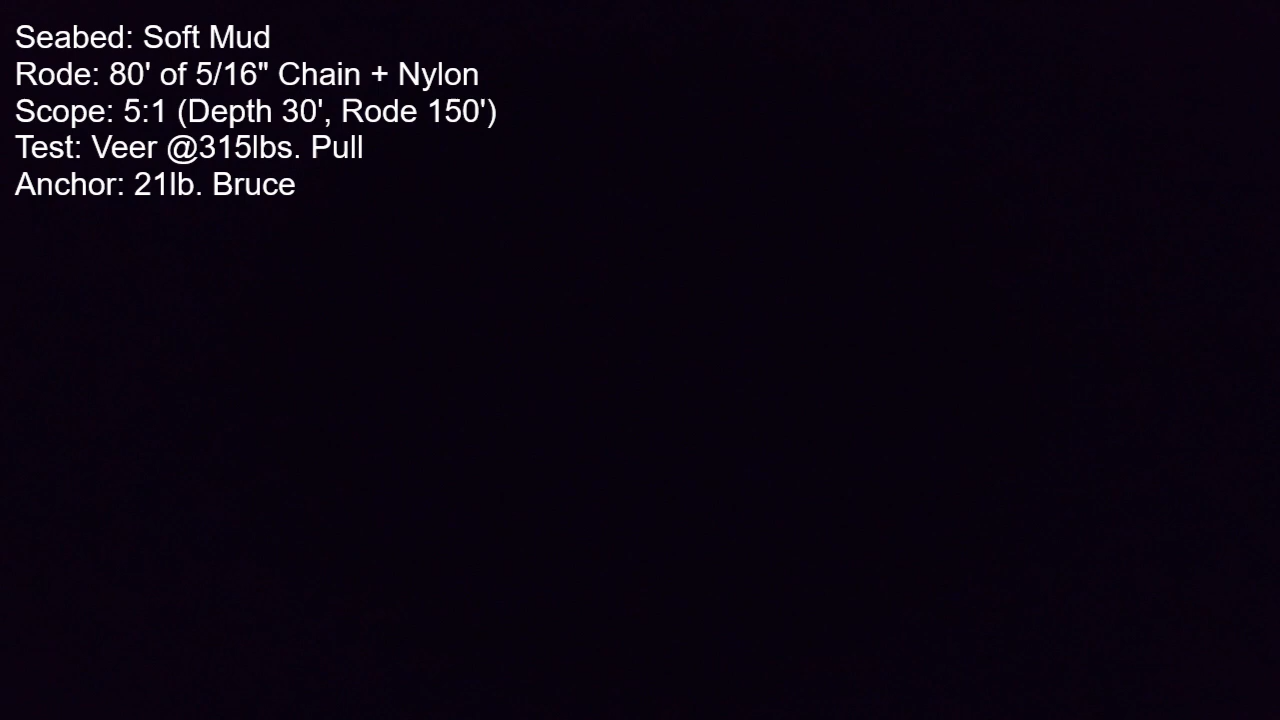 Seabed: Soft Mud
Rode: 80' of 5/16" Chain + Nylon
Scope: 5:1 (Depth 30', Rode 150')
Test: Veer @315lbs. Pull
Anchor: 21lb. Bruce